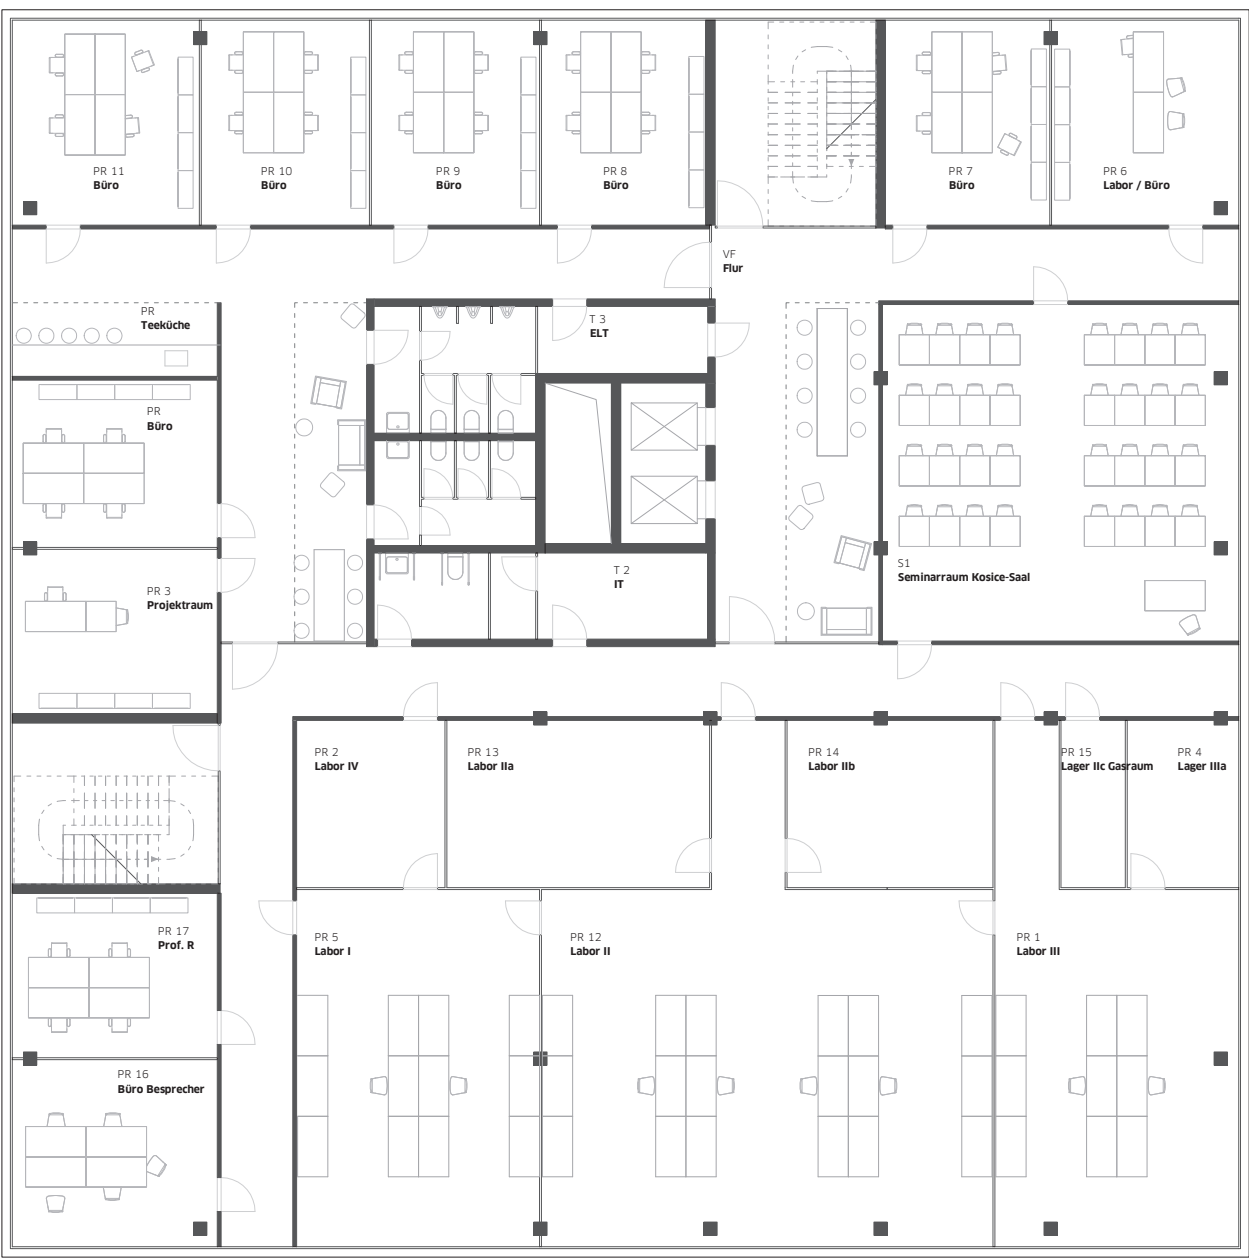 PR 11
Büro
PR 10
Büro
PR 9
Büro
PR 8
Büro
PR 7
Büro
PR 6
Labor / Büro
VF
Flur
PR
Teeküche
T 3
ELT
PR
Büro
S1
Seminarraum Kosice-Saal
T 2
IT
PR 3
Projektraum
PR 2
Labor IV
PR 13
Labor IIa
PR 14
Labor IIb
PR 15
Lager IIc Gasraum
PR 4
Lager IIIa
PR 17
Prof. R
PR 5
Labor I
PR 12
Labor II
PR 1
Labor III
PR 16
Büro Besprecher